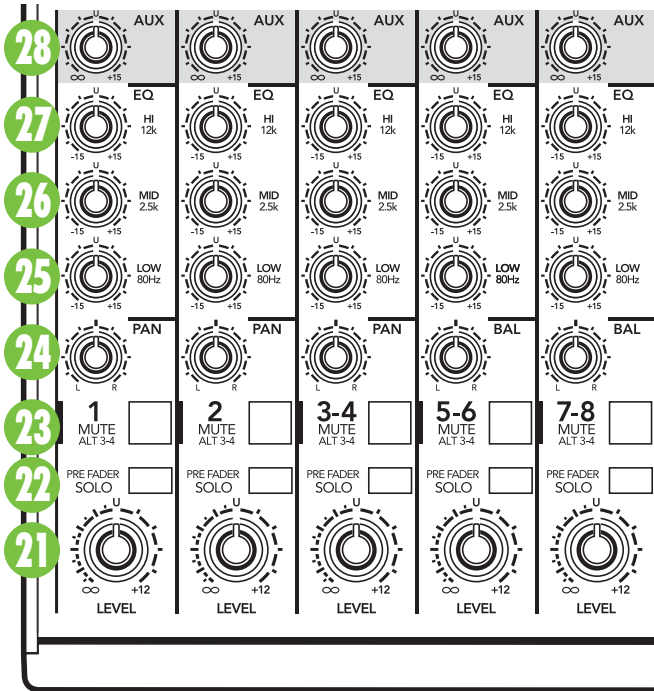 28 U AUX U AUX U AUX U AUX U AUX
∞ +15 ∞ +15 ∞ +15 ∞ +15 ∞ +15
27 U EQ U EQ U EQ U EQ U EQ
HI HI HI HI HI
12k 12k 12k 12k 12k
-15 +15 -15 +15 -15 +15 -15 +15 -15 +15
26 U U U U U
MID MID MID MID MID
2.5k 2.5k 2.5k 2.5k 2.5k
-15 +15 -15 +15 -15 +15 -15 +15 -15 +15
25 U U U U U
LOW LOW LOW LOW LOW
80Hz 80Hz 80Hz 80Hz 80Hz
-15 +15 -15 +15 -15 +15 -15 +15 -15 +15
24 PAN PAN PAN BAL BAL
L R L R L R L R L R
23 1 2 3-4 5-6 7-8
MUTE MUTE MUTE MUTE MUTE
ALT 3-4 ALT 3-4 ALT 3-4 ALT 3-4 ALT 3-4
22 PRE FADER PRE FADER PRE FADER PRE FADER PRE FADER
SOLO SOLO SOLO SOLO SOLO
21 U U U U U
∞ +12 ∞ +12 ∞ +12 ∞ +12 ∞ +12
LEVEL LEVEL LEVEL LEVEL LEVEL